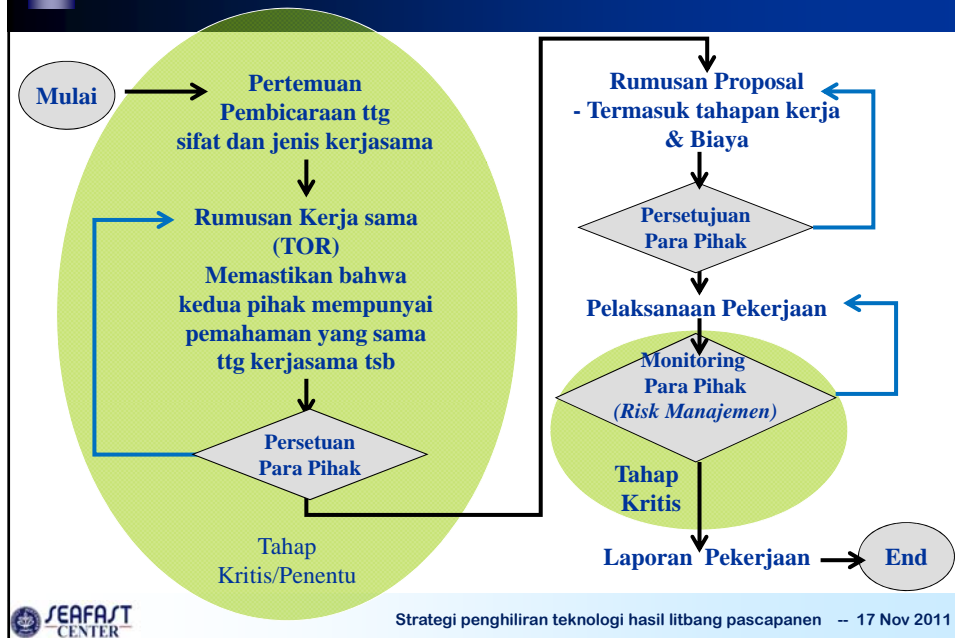 Mulai
Pertemuan
Pembicaraan ttg
sifat dan jenis kerjasama
Rumusan Kerja sama
(TOR)
Memastikan bahwa
kedua pihak mempunyai
pemahaman yang sama
ttg kerjasama tsb
Persetuan
Para Pihak
Tahap
Kritis/Penentu
Rumusan Proposal
- Termasuk tahapan kerja
& Biaya
Persetujuan
Para Pihak
Pelaksanaan Pekerjaan
Monitoring
Para Pihak
(Risk Manajemen)
Tahap
Kritis
Laporan Pekerjaan
End
SEAFAST
CENTER
Strategi penghiliran teknologi hasil litbang pascapanen -- 17 Nov 2011